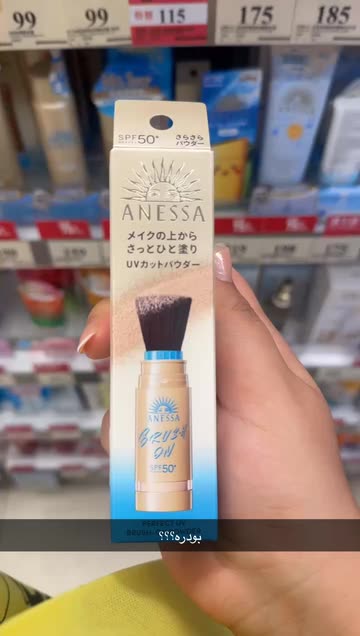 99
99
115
175
185
SPF50+
さらさら
パウダー
ANESSA
メイクの上から
さっとひと塗り
UVカットパウダー
ANESSA
BRUSH
ON
SPF50+
PERFECT UV
بودره؟؟؟